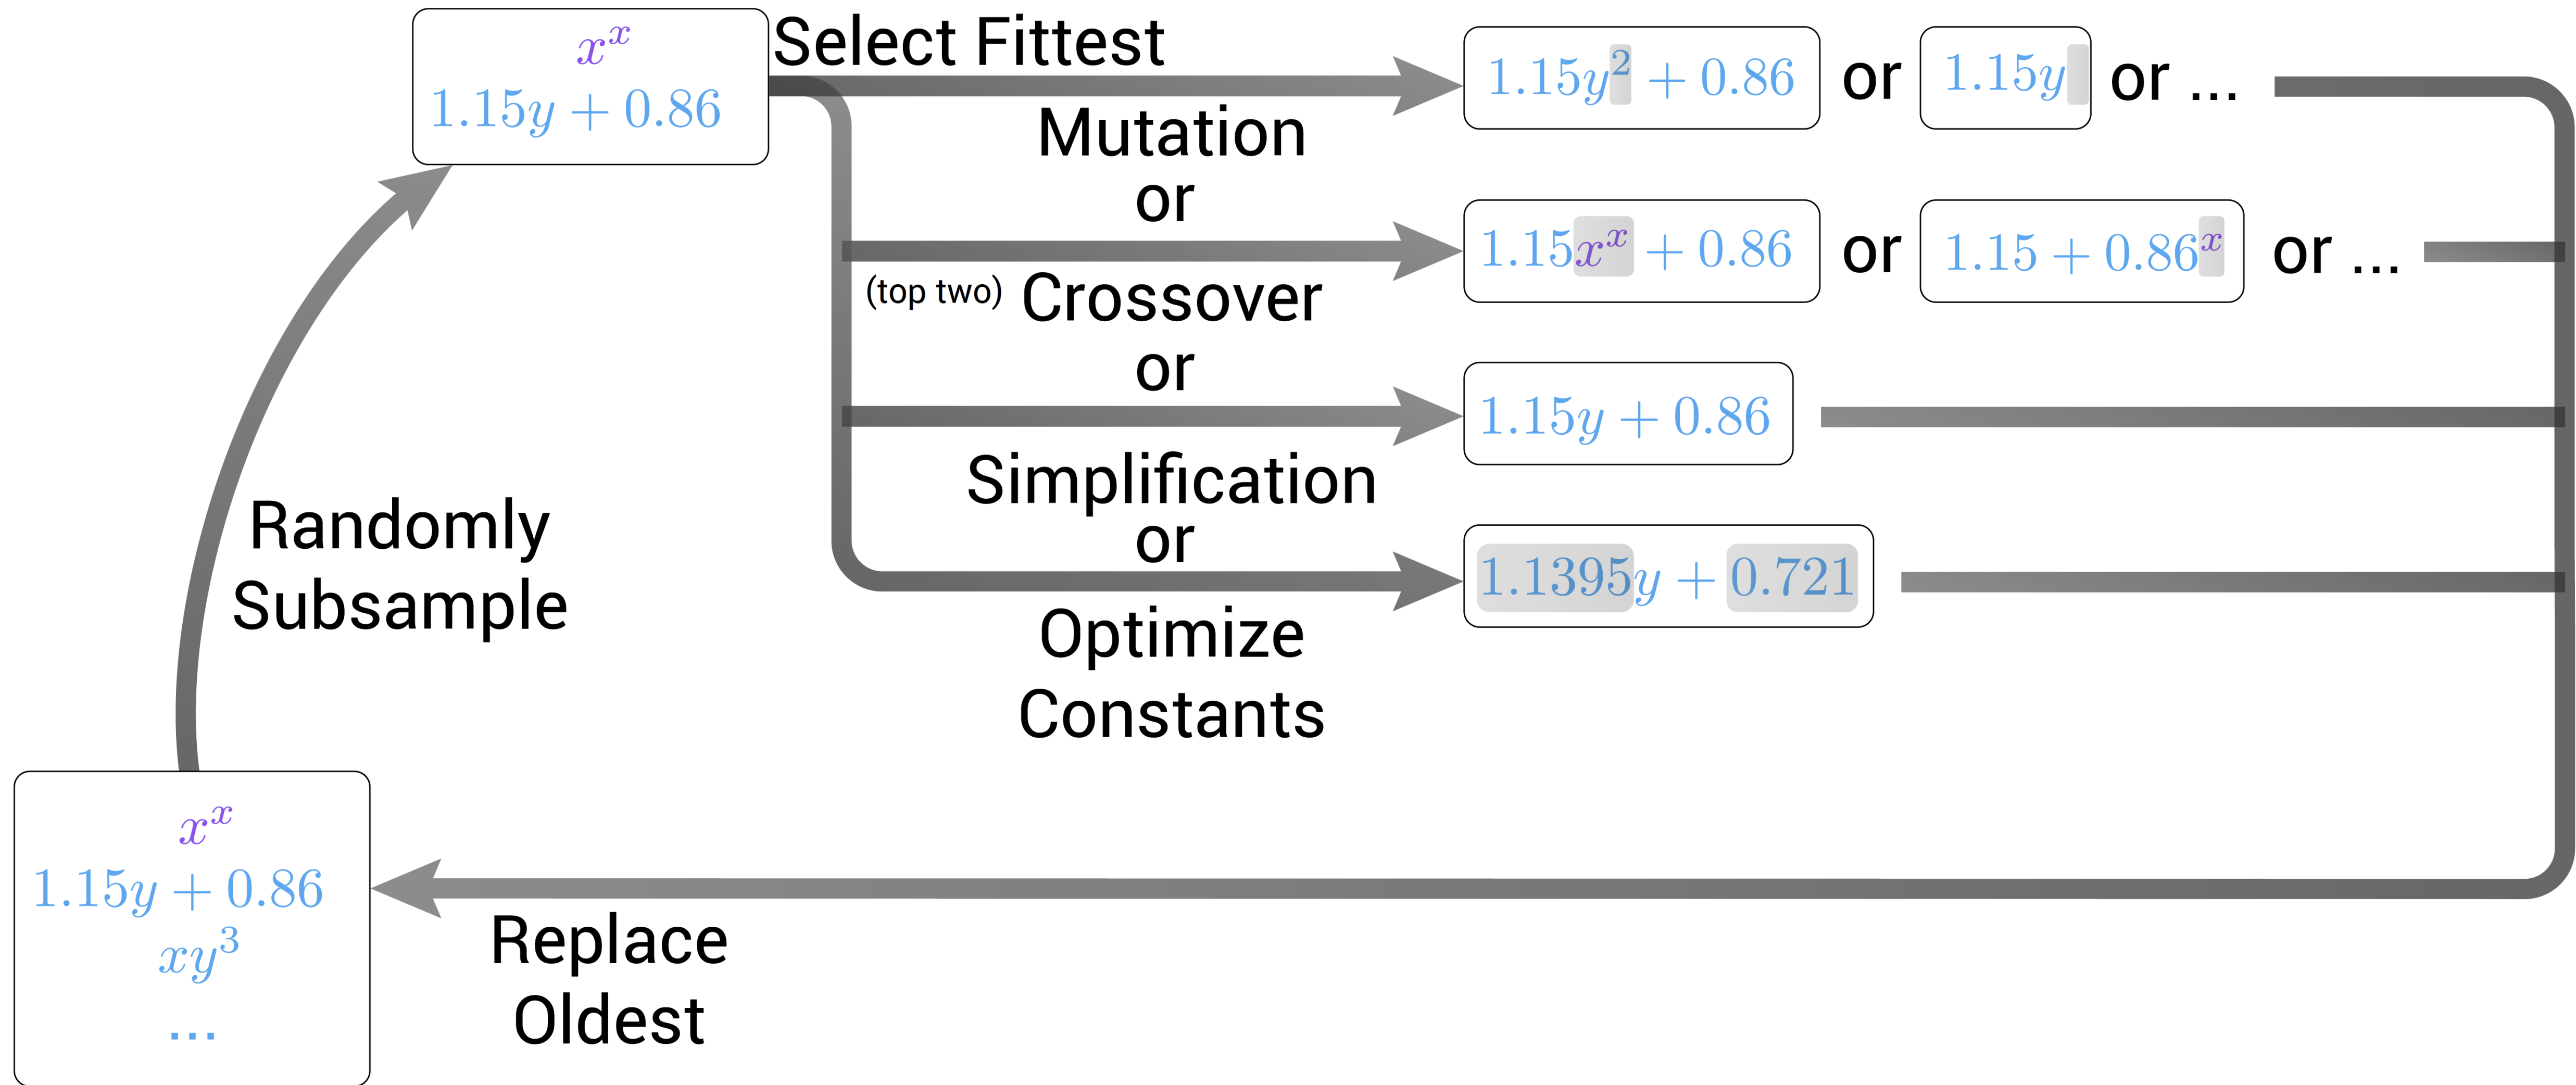 x^x
1.15y + 0.86
Select Fittest
Mutation
or
(top two) Crossover
or
Simplification
or
Optimize
Constants
1.15y^2 + 0.86 or 1.15y or ...
1.15x^x + 0.86 or 1.15 + 0.86^x or ...
1.15y + 0.86
1.1395y + 0.721
Randomly
Subsample
x^x
1.15y + 0.86
xy^3
...
Replace
Oldest